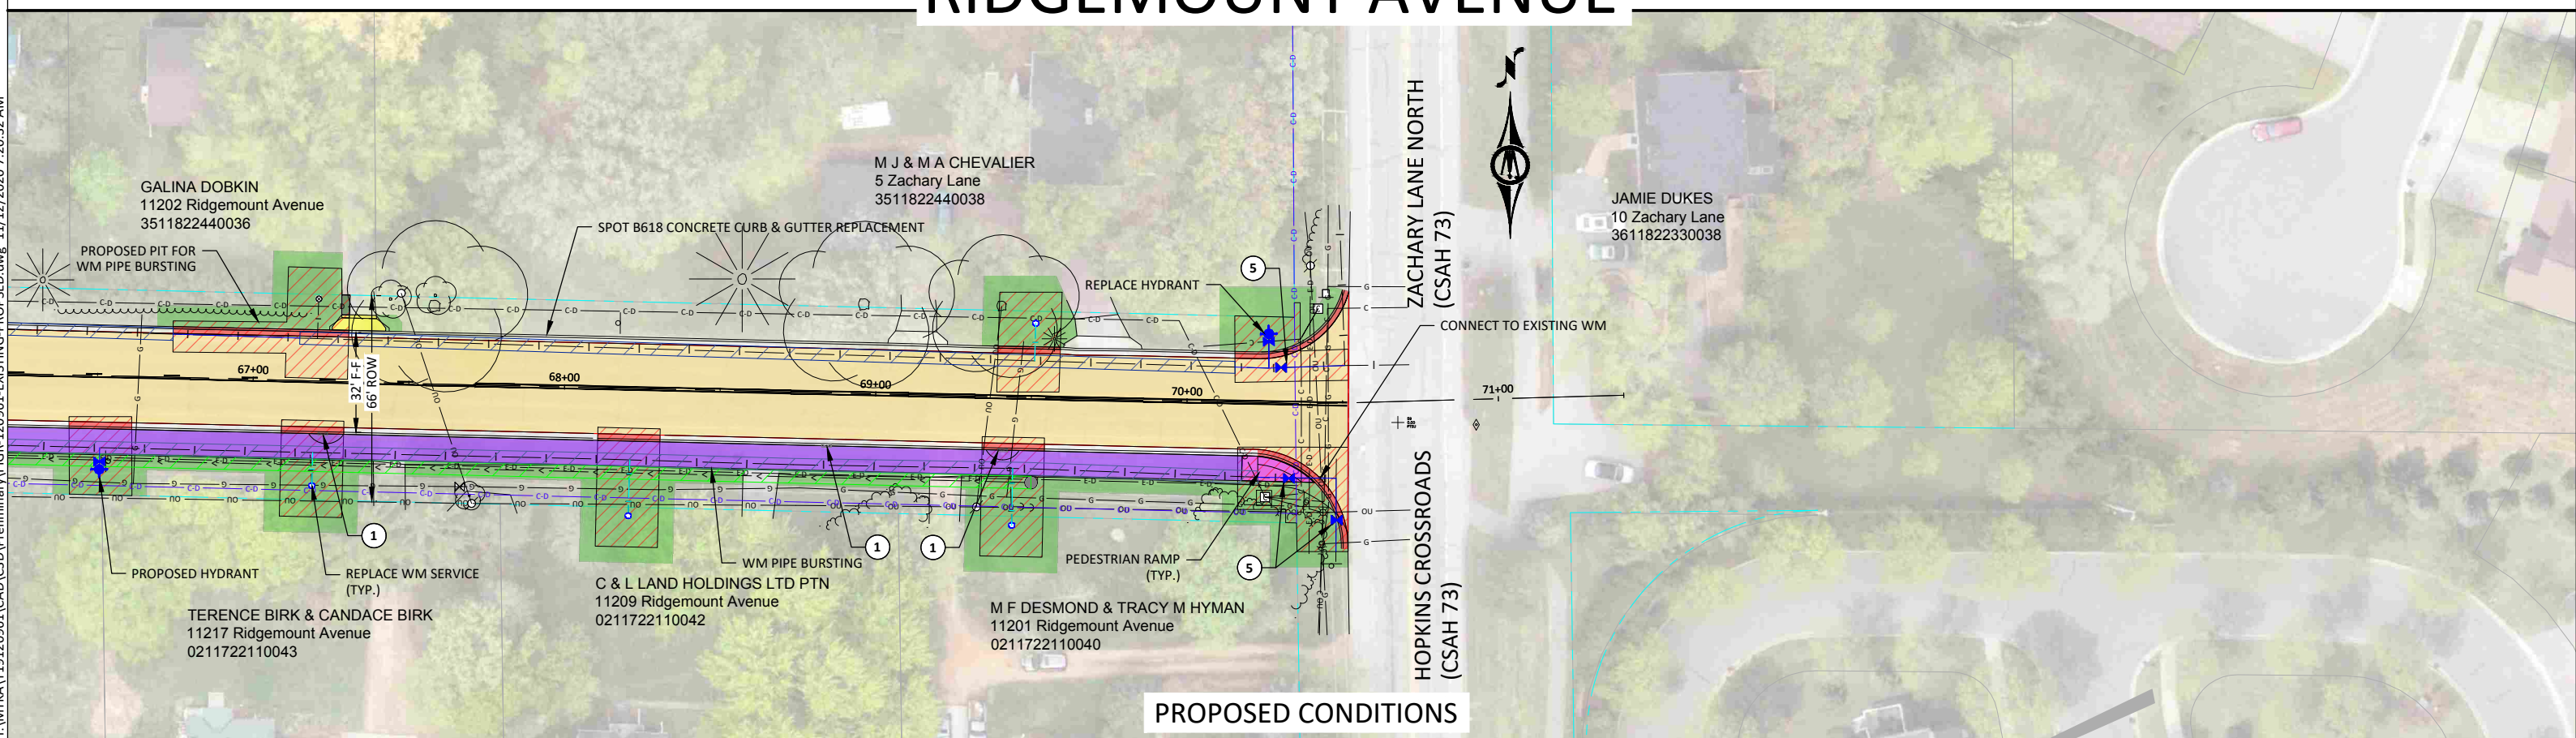 RIDGEMOUNT AVENUE
GALINA DOBKIN
11202 Ridgemount Avenue
3511822440036
PROPOSED PIT FOR
WM PIPE BURSTING
SPOT B618 CONCRETE CURB & GUTTER REPLACEMENT
M J & M A CHEVALIER
5 Zachary Lane
3511822440038
REPLACE HYDRANT
5
ZACHARY LANE NORTH
(CSAH 73)
JAMIE DUKES
10 Zachary Lane
3611822330038
CONNECT TO EXISTING WM
67+00
68+00
69+00
70+00
71+00
32' F-F
66' ROW
1
1
1
5
PROPOSED HYDRANT
REPLACE WM SERVICE
(TYP.)
WM PIPE BURSTING
PEDESTRIAN RAMP
(TYP.)
TERENCE BIRK & CANDACE BIRK
11217 Ridgemount Avenue
0211722110043
C & L LAND HOLDINGS LTD PTN
11209 Ridgemount Avenue
0211722110042
M F DESMOND & TRACY M HYMAN
11201 Ridgemount Avenue
0211722110040
HOPKINS CROSSROADS
(CSAH 73)
PROPOSED CONDITIONS